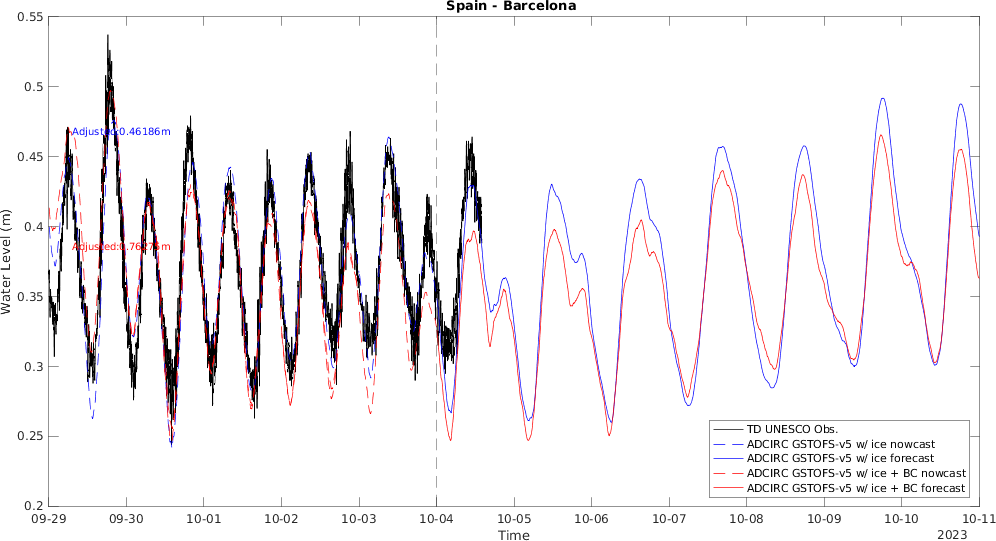 Spain - Barcelona
0.55
0.5
0.45
0.4
0.35
0.3
0.25
0.2
Water Level (m)
Adjusted:0.46186m
Adjusted:0.76273m
TD UNESCO Obs.
ADCIRC GSTOFS-v5 w/ ice nowcast
ADCIRC GSTOFS-v5 w/ ice forecast
ADCIRC GSTOFS-v5 w/ ice + BC nowcast
ADCIRC GSTOFS-v5 w/ ice + BC forecast
09-29 09-30 10-01 10-02 10-03 10-04 10-05 10-06 10-07 10-08 10-09 10-10 10-11
Time
2023